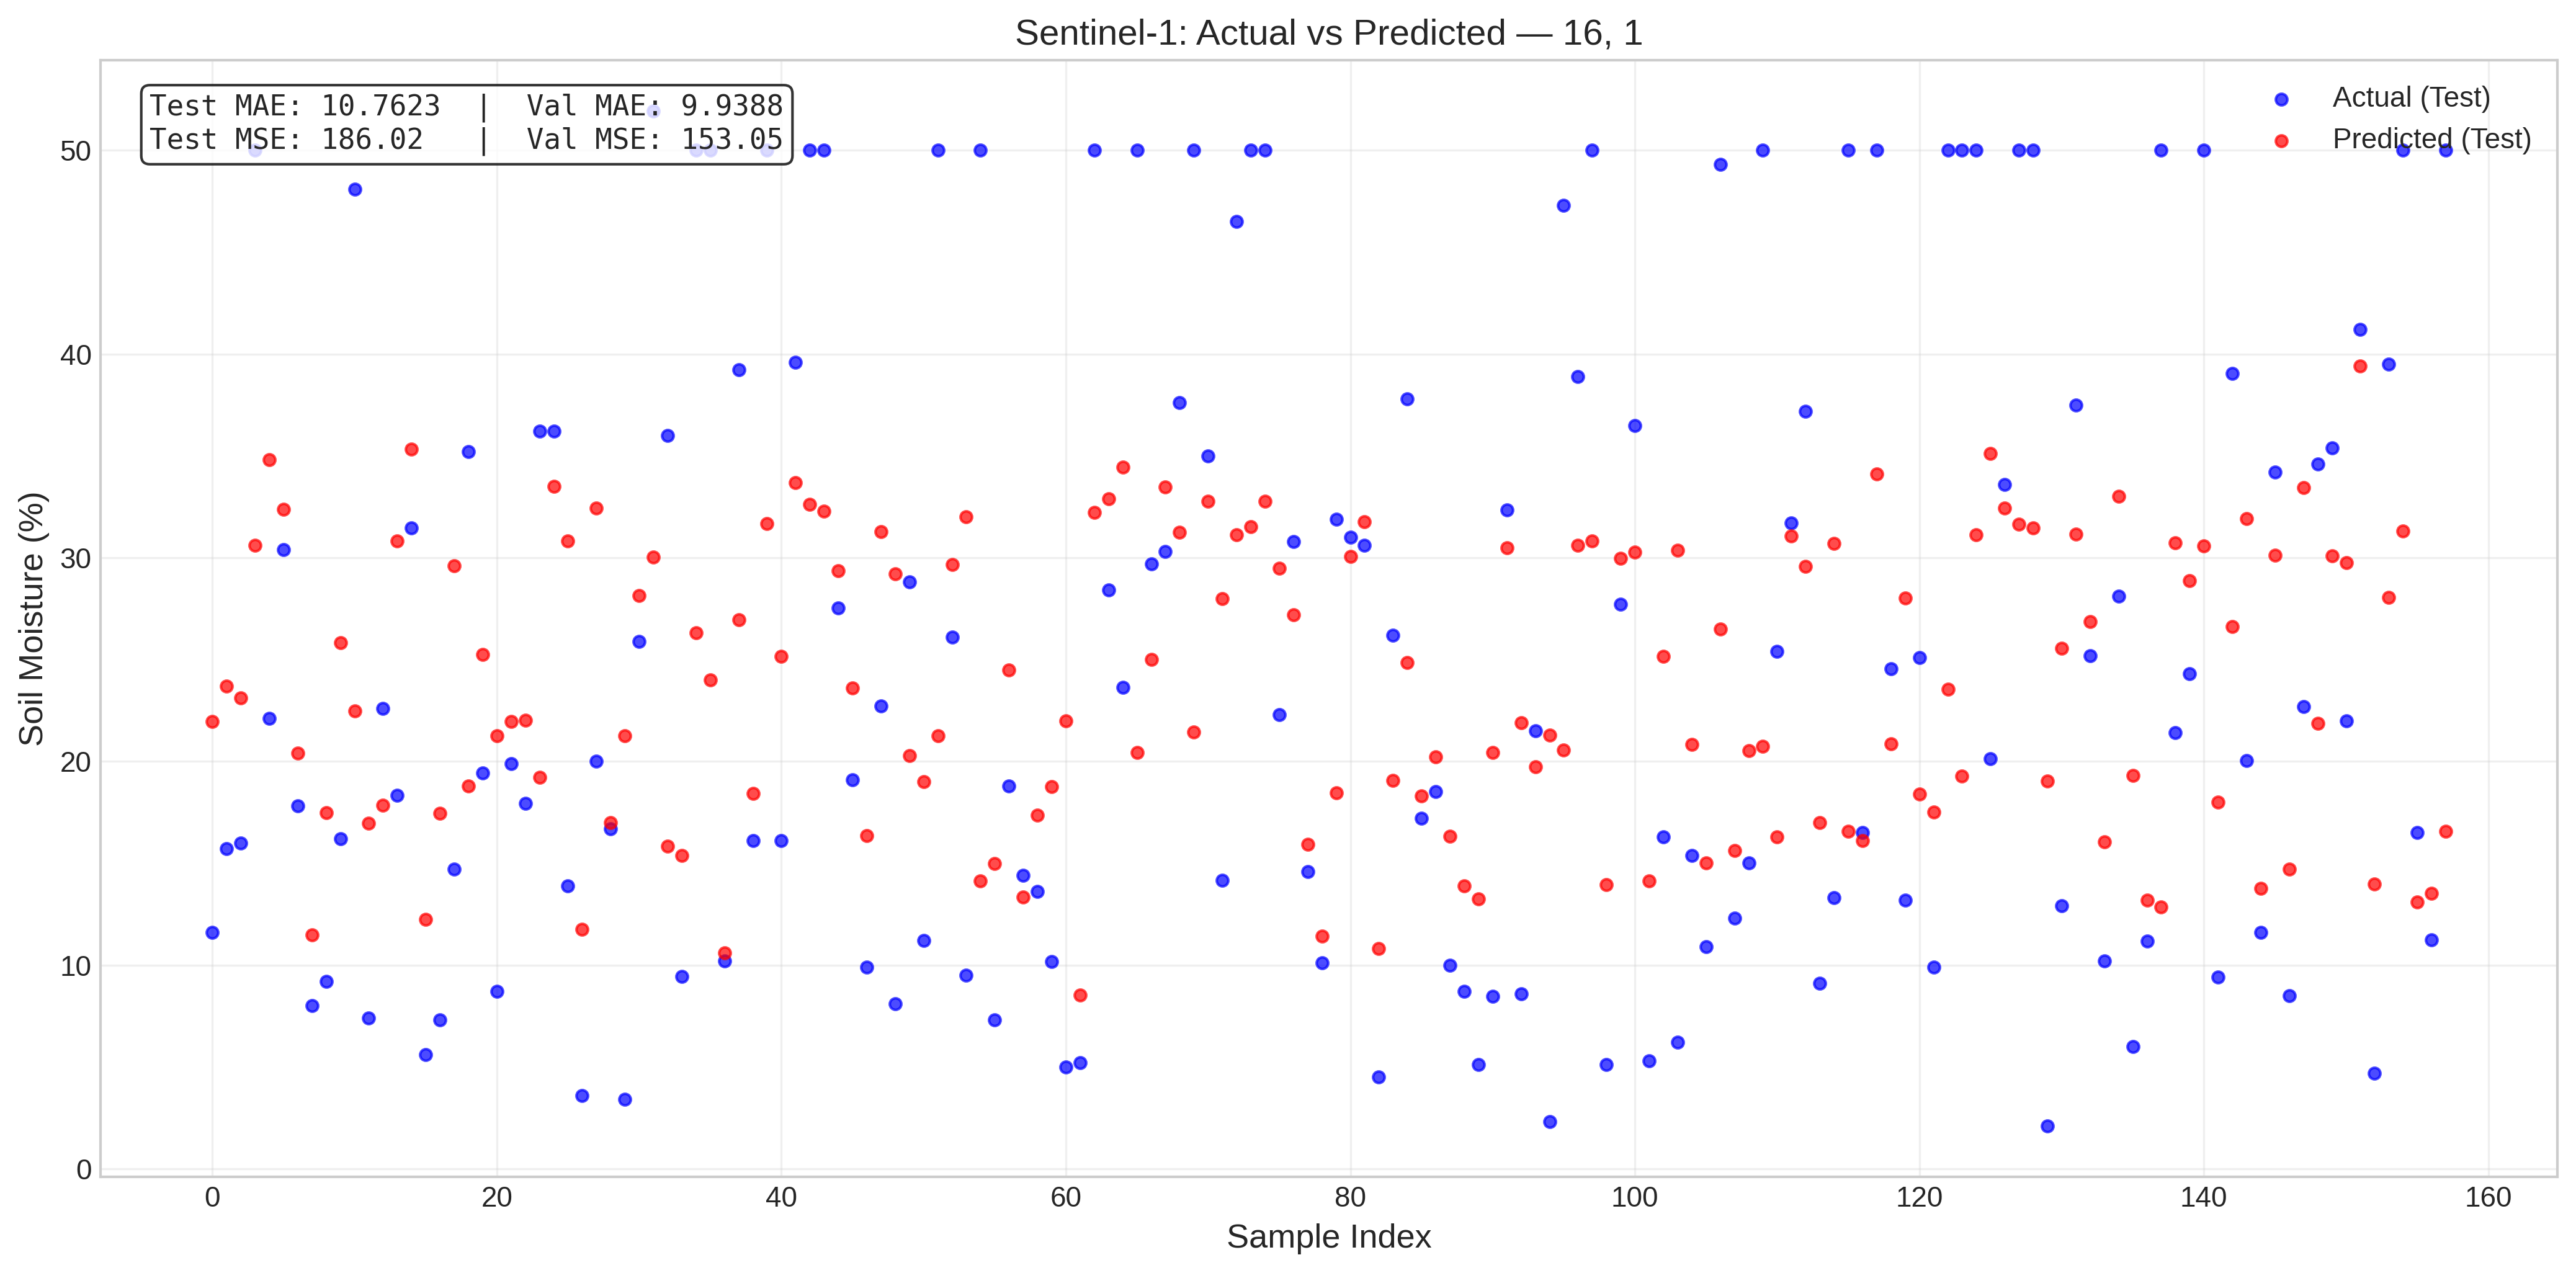 Sentinel-1: Actual vs Predicted — 16, 1
Test MAE: 10.7623 | Val MAE: 9.9388
Test MSE: 186.02 | Val MSE: 153.05
Actual (Test)
Predicted (Test)
Soil Moisture (%)
50
40
30
20
10
0
0 20 40 60 80 100 120 140 160
Sample Index